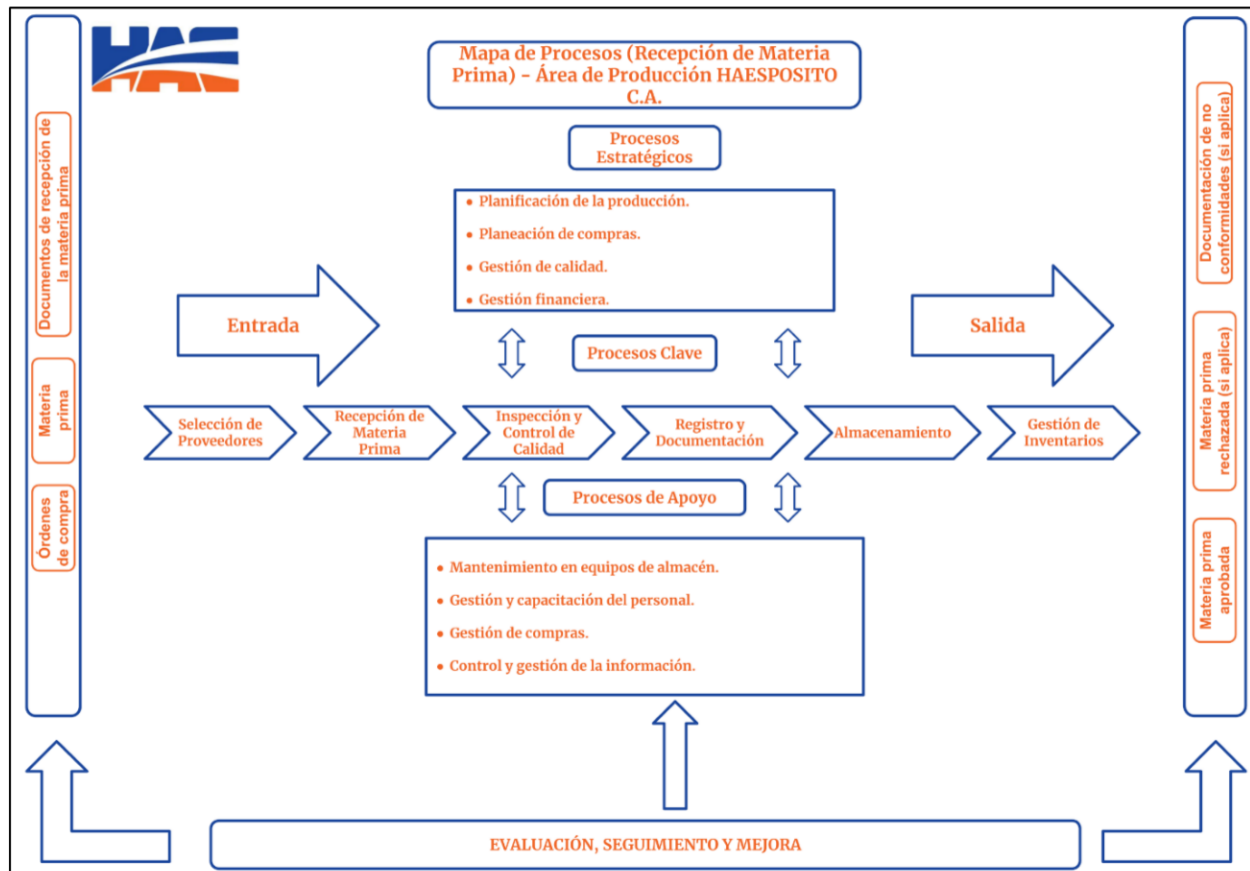 HAS
Mapa de Procesos (Recepción de Materia
Prima) - Área de Producción HAESPOSITO
C.A.
Procesos
Estratégicos
• Planificación de la producción.
• Planeación de compras.
• Gestión de calidad.
• Gestión financiera.
Documentos de recepción de
la materia prima
Materia
prima
Órdenes
de compra
Entrada
Salida
Procesos Clave
Selección de
Proveedores
Recepción de
Materia
Prima
Inspección y
Control de
Calidad
Registro y
Documentación
Almacenamiento
Gestión de
Inventarios
Procesos de Apoyo
• Mantenimiento en equipos de almacén.
• Gestión y capacitación del personal.
• Gestión de compras.
• Control y gestión de la información.
Documentación de no
conformidades (si aplica)
Materia prima
rechazada (si aplica)
Materia prima
aprobada
EVALUACIÓN, SEGUIMIENTO Y MEJORA